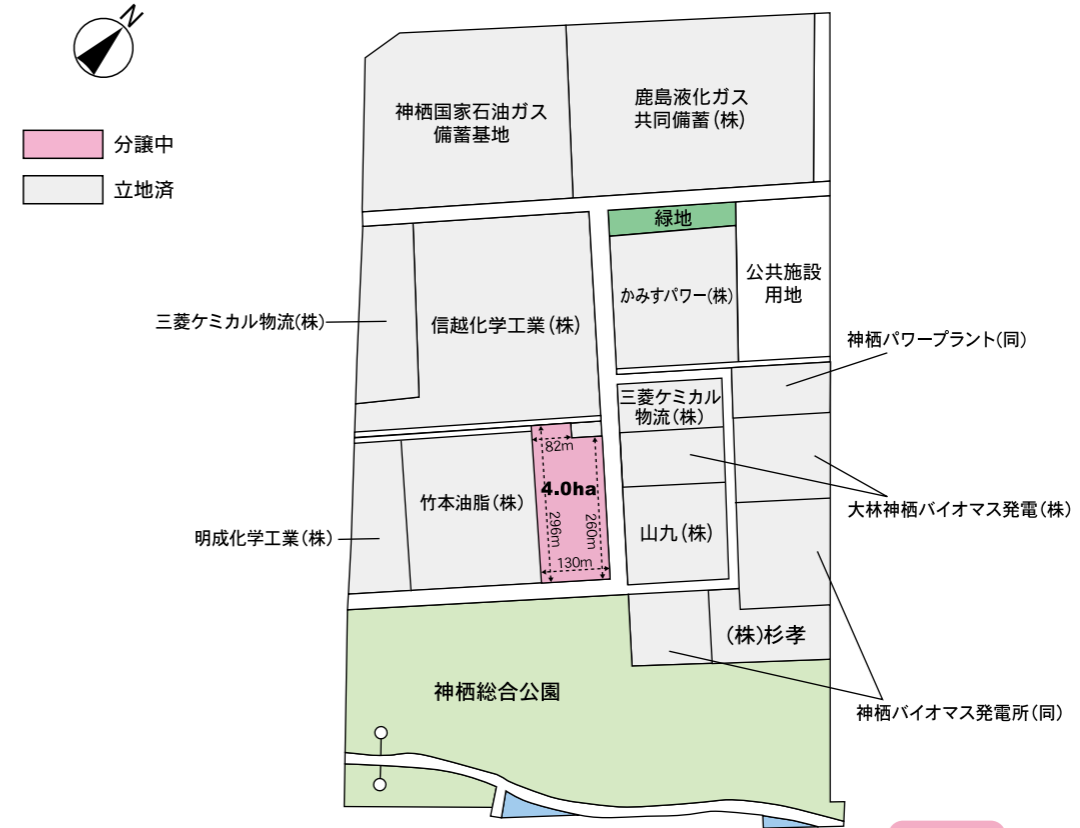 N
分譲中
立地済
神栖国家石油ガス
備蓄基地
鹿島液化ガス
共同備蓄(株)
緑地
かみすパワー(株)
公共施設
用地
三菱ケミカル物流(株)
信越化学工業(株)
神栖パワープラント(同)
三菱ケミカル
物流(株)
82m
4.0ha
296m
260m
130m
竹本油脂(株)
明成化学工業(株)
山九(株)
大林神栖バイオマス発電(株)
(株)杉孝
神栖総合公園
神栖バイオマス発電所(同)